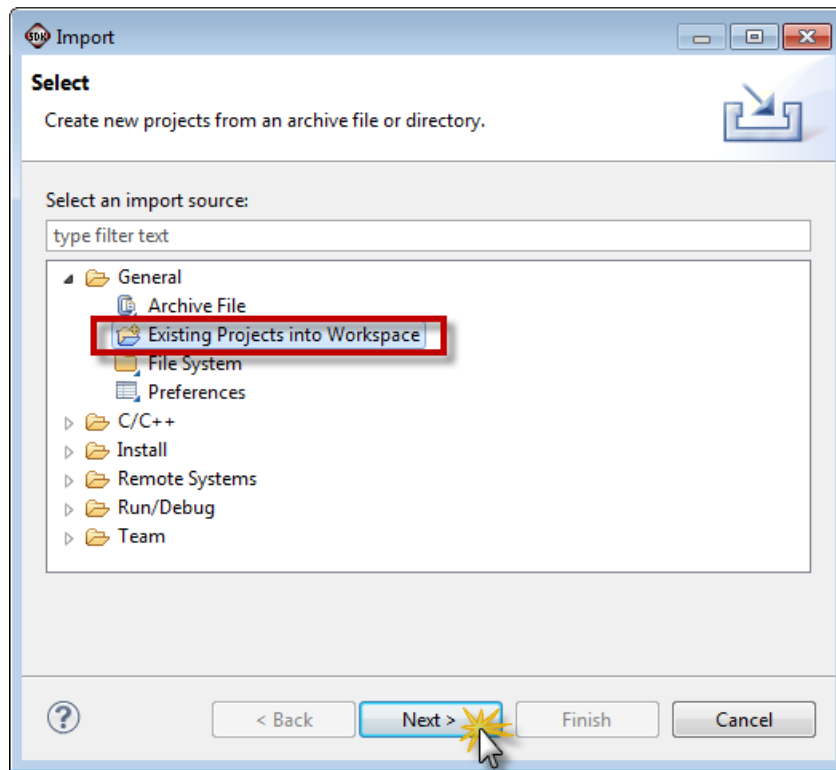 SDK Import
Select
Create new projects from an archive file or directory.
Select an import source:
type filter text
General
Archive File
Existing Projects into Workspace
File System
Preferences
C/C++
Install
Remote Systems
Run/Debug
Team
? < Back Next > Finish Cancel